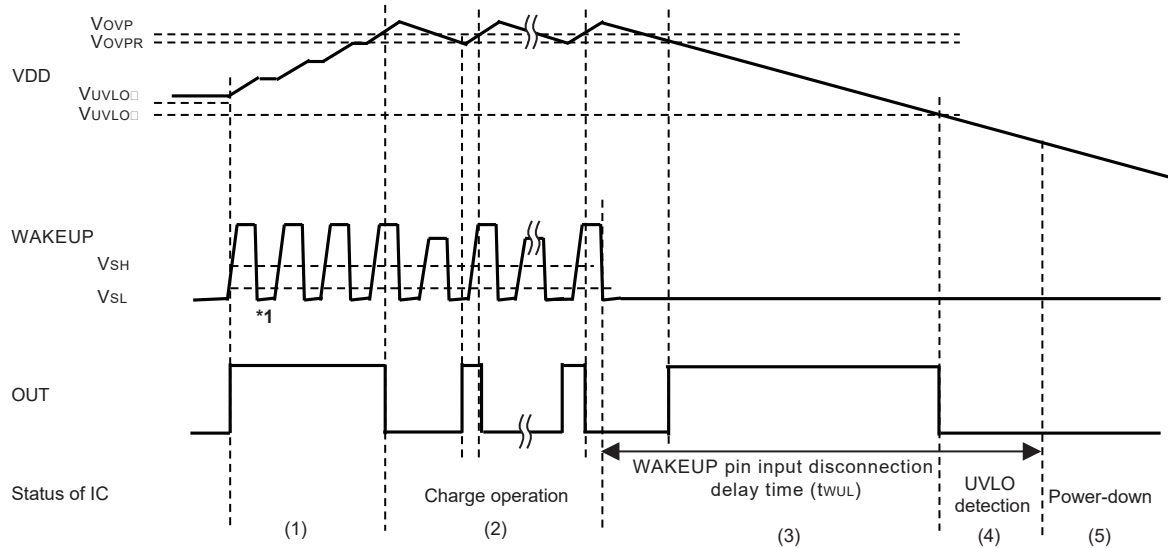 VOVP
VOVPR
VDD
VUVLO□
VUVLO□
WAKEUP
VSH
VSL
*1
OUT
WAKEUP pin input disconnection
delay time (tWUL)
Status of IC
Charge operation
UVLO
detection
Power-down
(1)
(2)
(3)
(4)
(5)